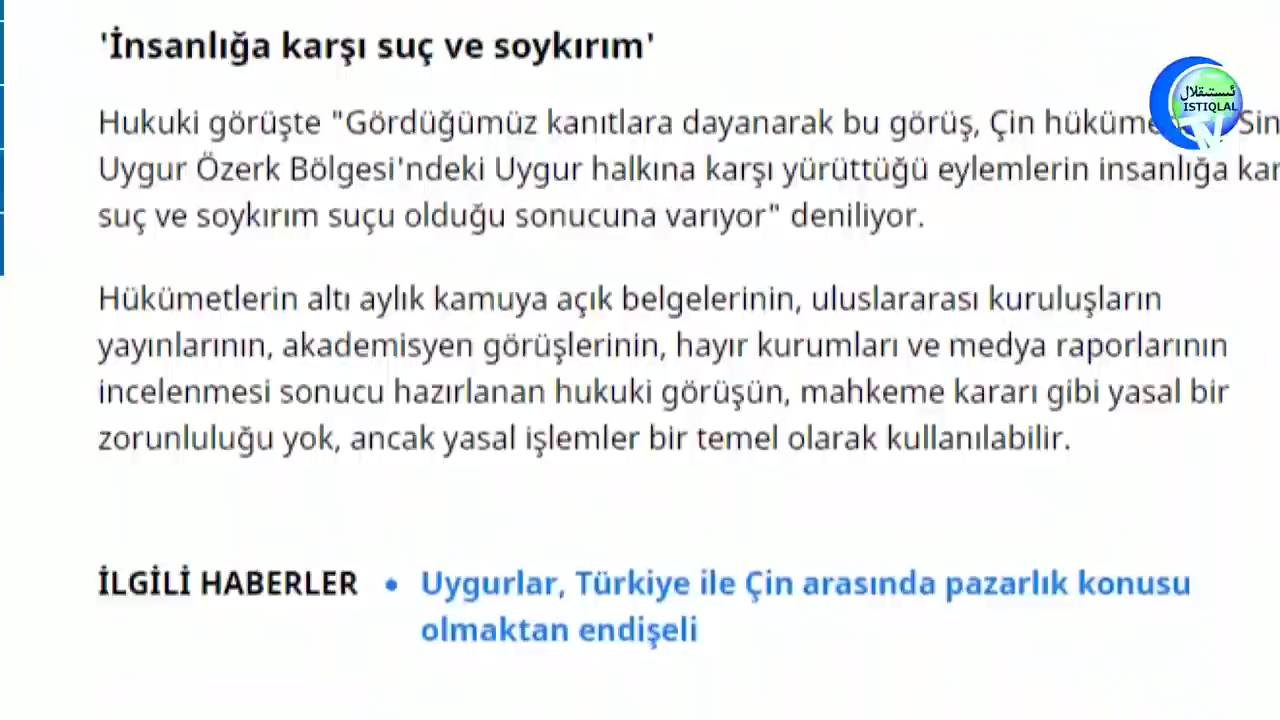 'İnsanlığa karşı suç ve soykırım'
Hukuki görüşte "Gördüğümüz kanıtlara dayanarak bu görüş, Çin hüküme Sin
Uygur Özerk Bölgesi'ndeki Uygur halkına karşı yürüttüğü eylemlerin insanlığa kar
suç ve soykırım suçu olduğu sonucuna varıyor" deniliyor.
Hükümetlerin altı aylık kamuya açık belgelerinin, uluslararası kuruluşların
yayınlarının, akademisyen görüşlerinin, hayır kurumları ve medya raporlarının
incelenmesi sonucu hazırlanan hukuki görüşün, mahkeme kararı gibi yasal bir
zorunluluğu yok, ancak yasal işlemler bir temel olarak kullanılabilir.
İLGİLİ HABERLER • Uygurlar, Türkiye ile Çin arasında pazarlık konusu
olmaktan endişeli
ئىستىقلال
ISTIQLAL
TV